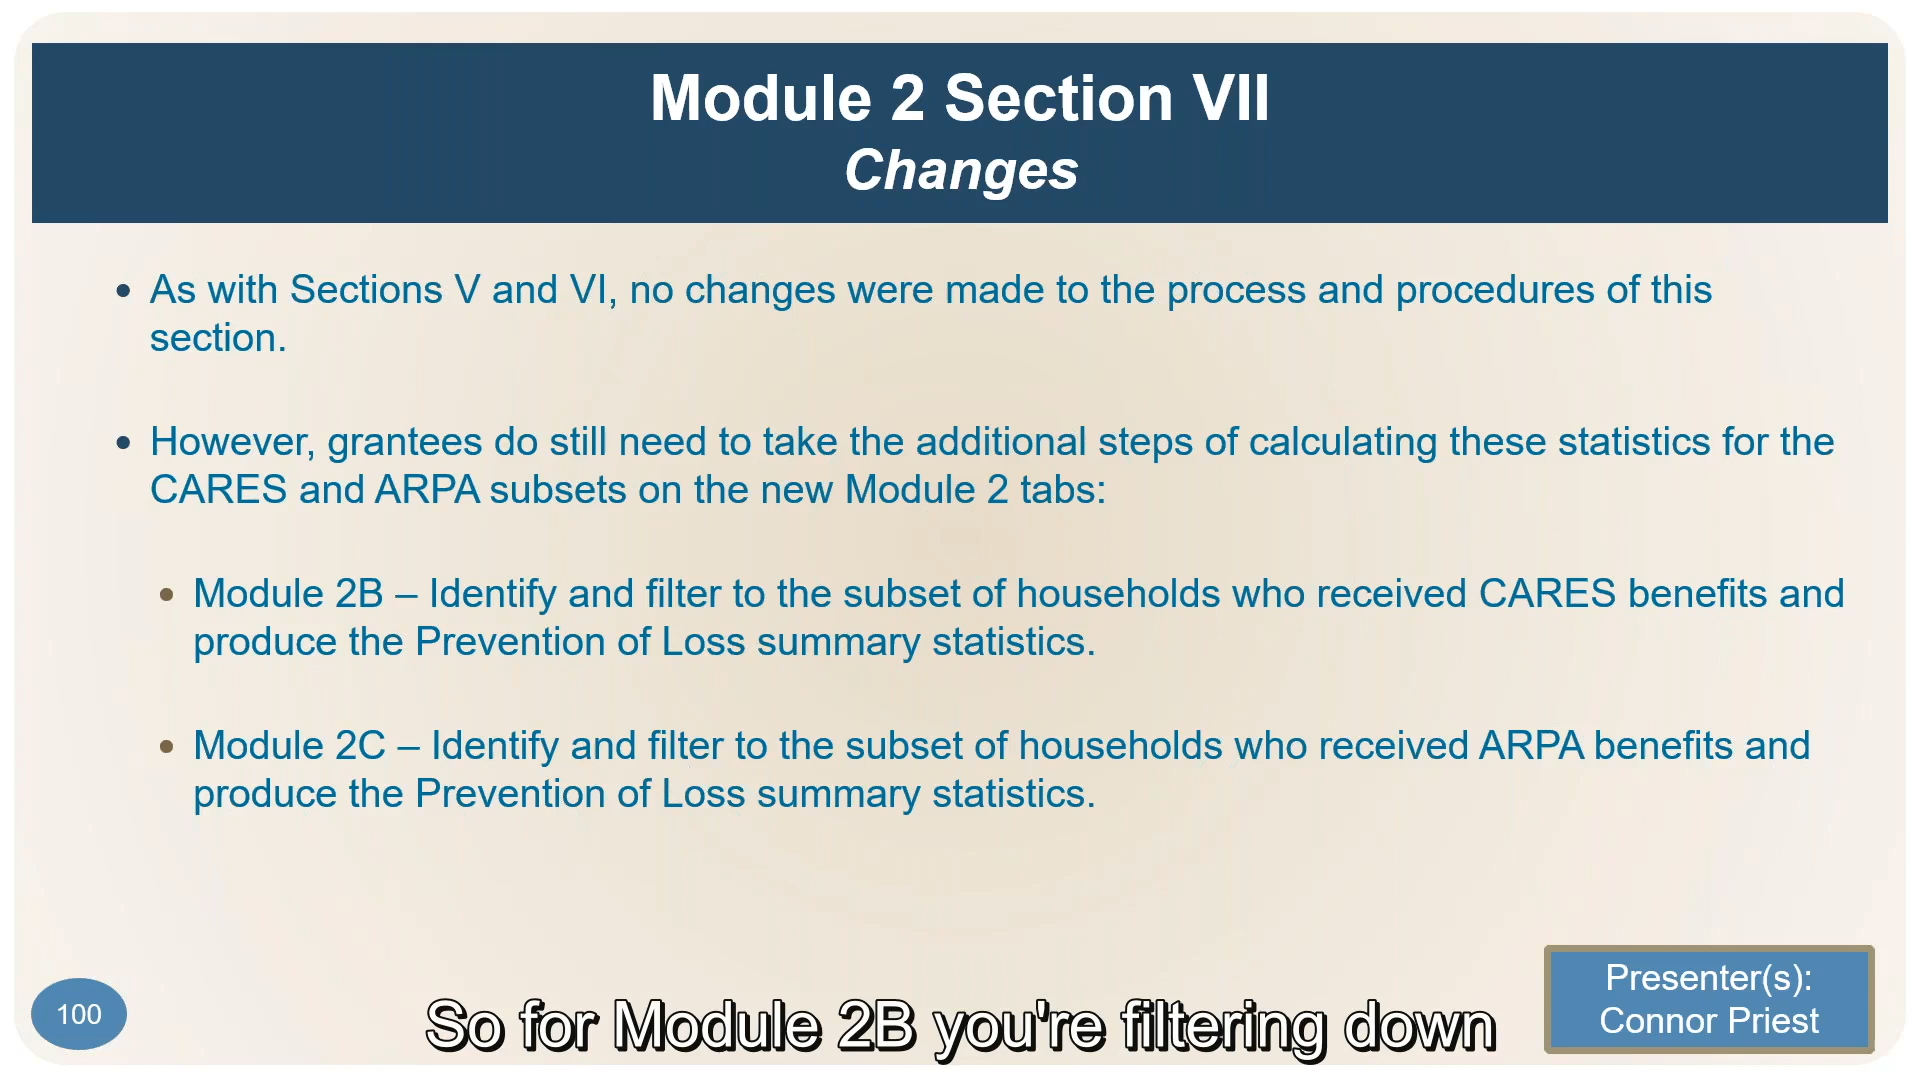 Module 2 Section VII
Changes
• As with Sections V and VI, no changes were made to the process and procedures of this
section.
• However, grantees do still need to take the additional steps of calculating these statistics for the
CARES and ARPA subsets on the new Module 2 tabs:
• Module 2B – Identify and filter to the subset of households who received CARES benefits and
produce the Prevention of Loss summary statistics.
• Module 2C – Identify and filter to the subset of households who received ARPA benefits and
produce the Prevention of Loss summary statistics.
100
So for Module 2B you're filtering down
Presenter(s):
Connor Priest